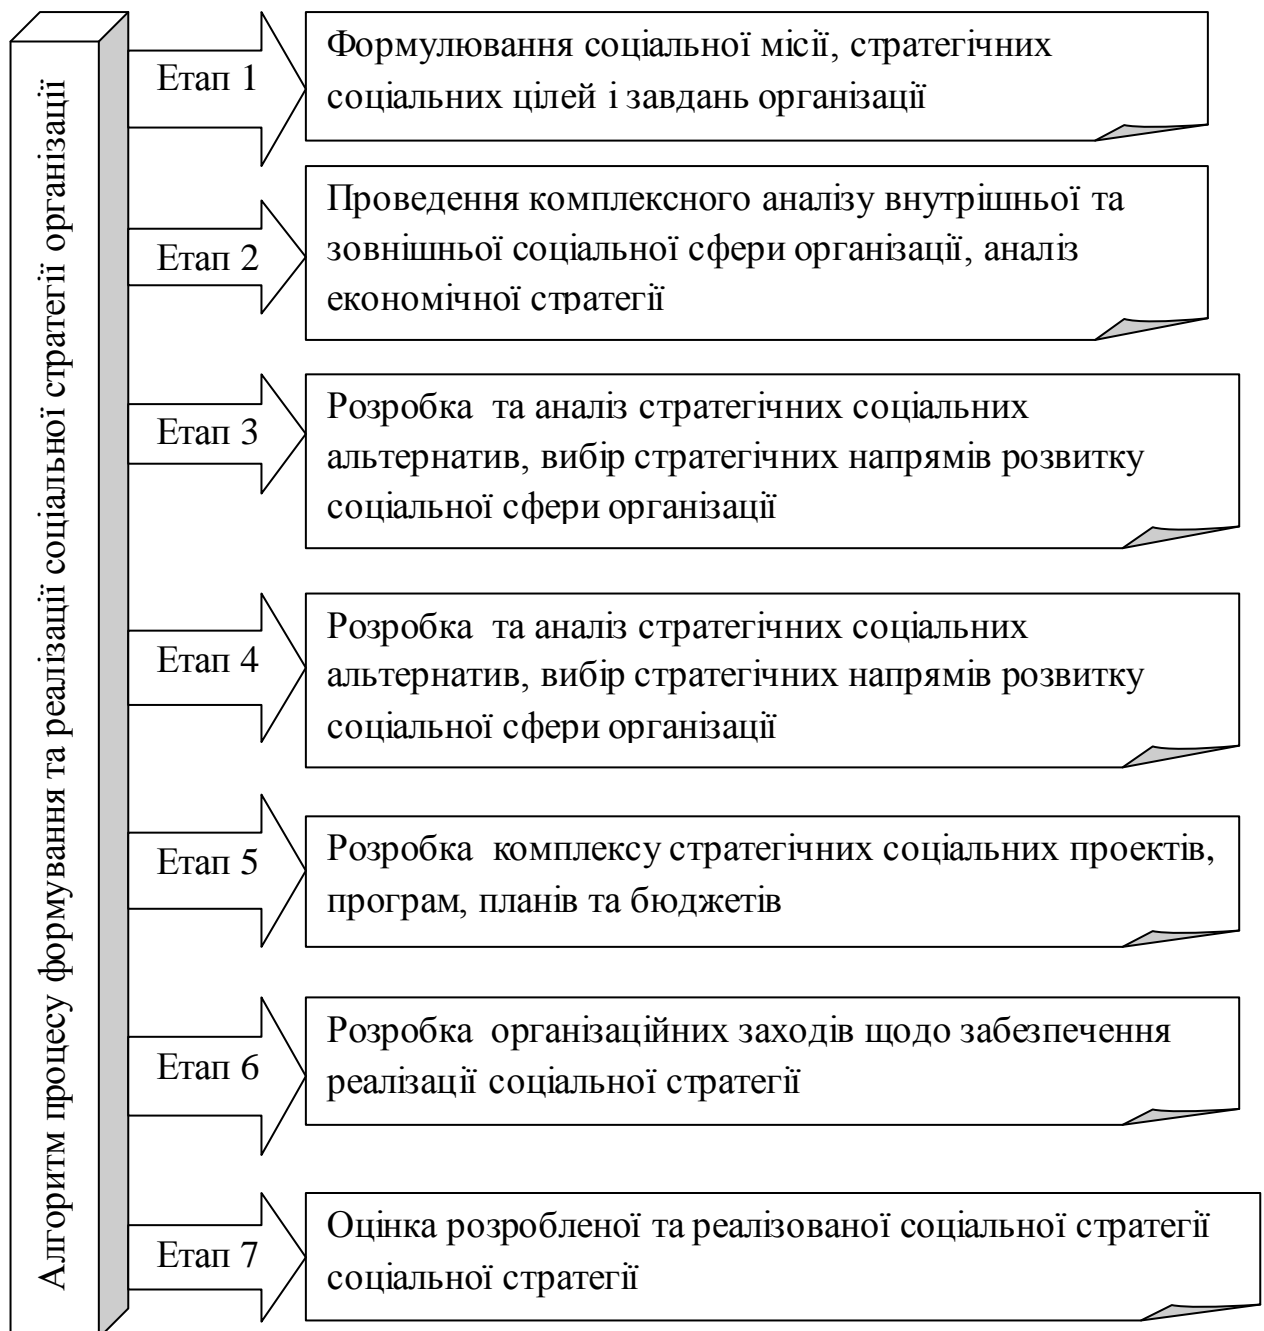 Алгоритм процесу формування та реалізації соціальної стратегії організації
Етап 1
Формулювання соціальної місії, стратегічних
соціальних цілей і завдань організації
Етап 2
Проведення комплексного аналізу внутрішньої та
зовнішньої соціальної сфери організації, аналіз
економічної стратегії
Етап 3
Розробка та аналіз стратегічних соціальних
альтернатив, вибір стратегічних напрямів розвитку
соціальної сфери організації
Етап 4
Розробка та аналіз стратегічних соціальних
альтернатив, вибір стратегічних напрямів розвитку
соціальної сфери організації
Етап 5
Розробка комплексу стратегічних соціальних проектів,
програм, планів та бюджетів
Етап 6
Розробка організаційних заходів щодо забезпечення
реалізації соціальної стратегії
Етап 7
Оцінка розробленої та реалізованої соціальної стратегії
соціальної стратегії